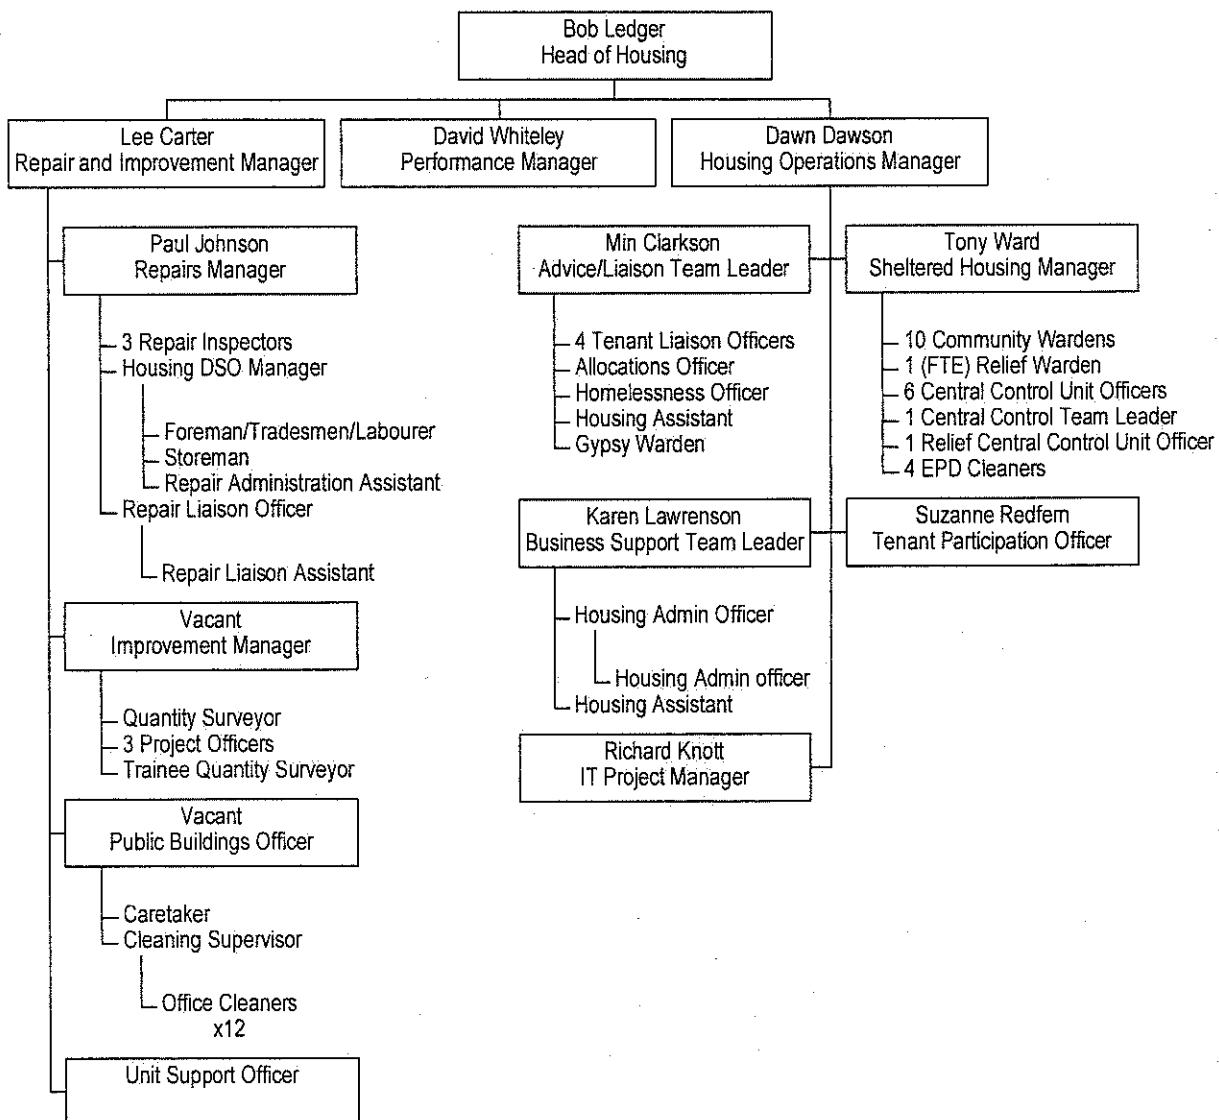 Bob Ledger
Head of Housing
Lee Carter
Repair and Improvement Manager
David Whiteley
Performance Manager
Dawn Dawson
Housing Operations Manager
Paul Johnson
Repairs Manager
3 Repair Inspectors
Housing DSO Manager
Foreman/Tradesmen/Labourer
Storeman
Repair Administration Assistant
Repair Liaison Officer
Repair Liaison Assistant
Vacant
Improvement Manager
Quantity Surveyor
3 Project Officers
Trainee Quantity Surveyor
Vacant
Public Buildings Officer
Caretaker
Cleaning Supervisor
Office Cleaners
x12
Unit Support Officer
Min Clarkson
Advice/Liaison Team Leader
4 Tenant Liaison Officers
Allocations Officer
Homelessness Officer
Housing Assistant
Gypsy Warden
Tony Ward
Sheltered Housing Manager
10 Community Wardens
1 (FTE) Relief Warden
6 Central Control Unit Officers
1 Central Control Team Leader
1 Relief Central Control Unit Officer
4 EPD Cleaners
Karen Lawrenson
Business Support Team Leader
Housing Admin Officer
Housing Admin officer
Housing Assistant
Suzanne Redfern
Tenant Participation Officer
Richard Knott
IT Project Manager